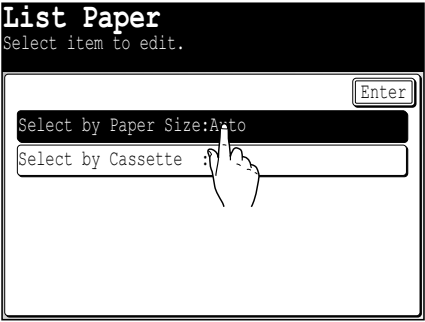 List Paper
Select item to edit.
Enter
Select by Paper Size:Auto
Select by Cassette :